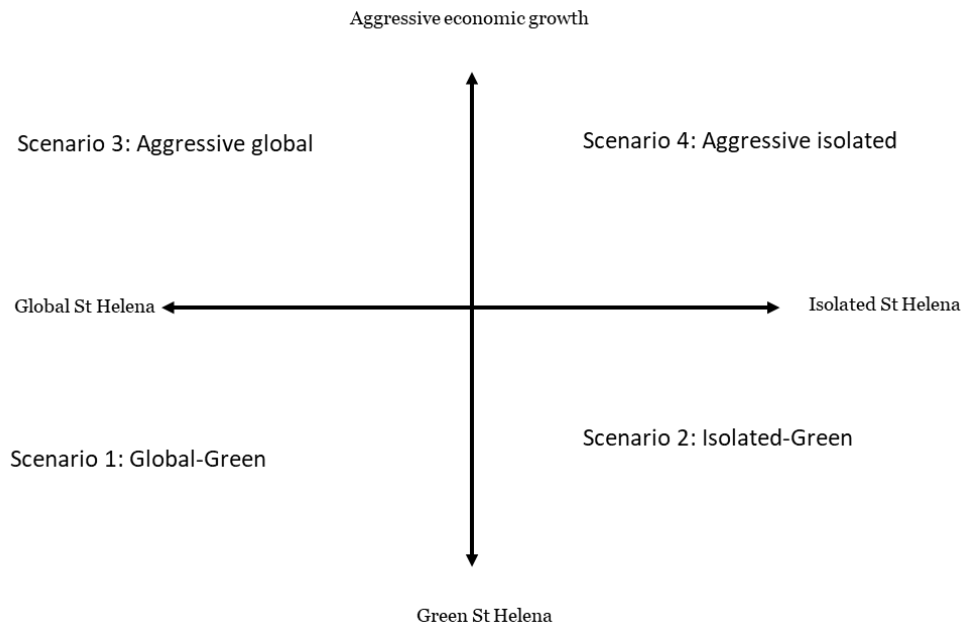 Aggressive economic growth
Scenario 3: Aggressive global
Scenario 4: Aggressive isolated
Global St Helena
Isolated St Helena
Scenario 1: Global-Green
Scenario 2: Isolated-Green
Green St Helena